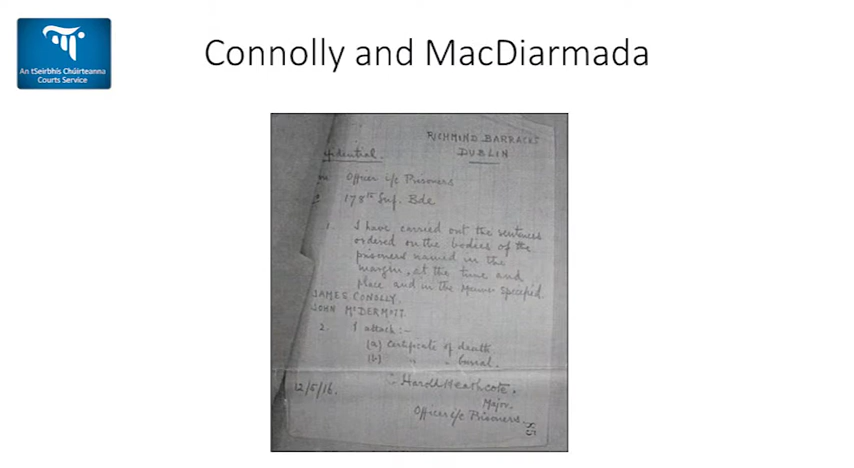 An tSeirbhís Chúirteanna
Courts Service
Connolly and MacDiarmada
RICHMIND BARRACKS
DUBLIN
fidential.
Officer i/c Prisoners
178th Inf. Bde
1. I have carried out the sentences
ordered on the bodies of the
prisoners named in the
margin, at the time and
place and in the manner specified.
JAMES CONOLLY.
JOHN McDERMOTT.
2. I attach:-
(a) Certificate of death
(b) " " burial.
Harold Heathcote.
12/5/16.
Major.
Officer i/c Prisoners.
85